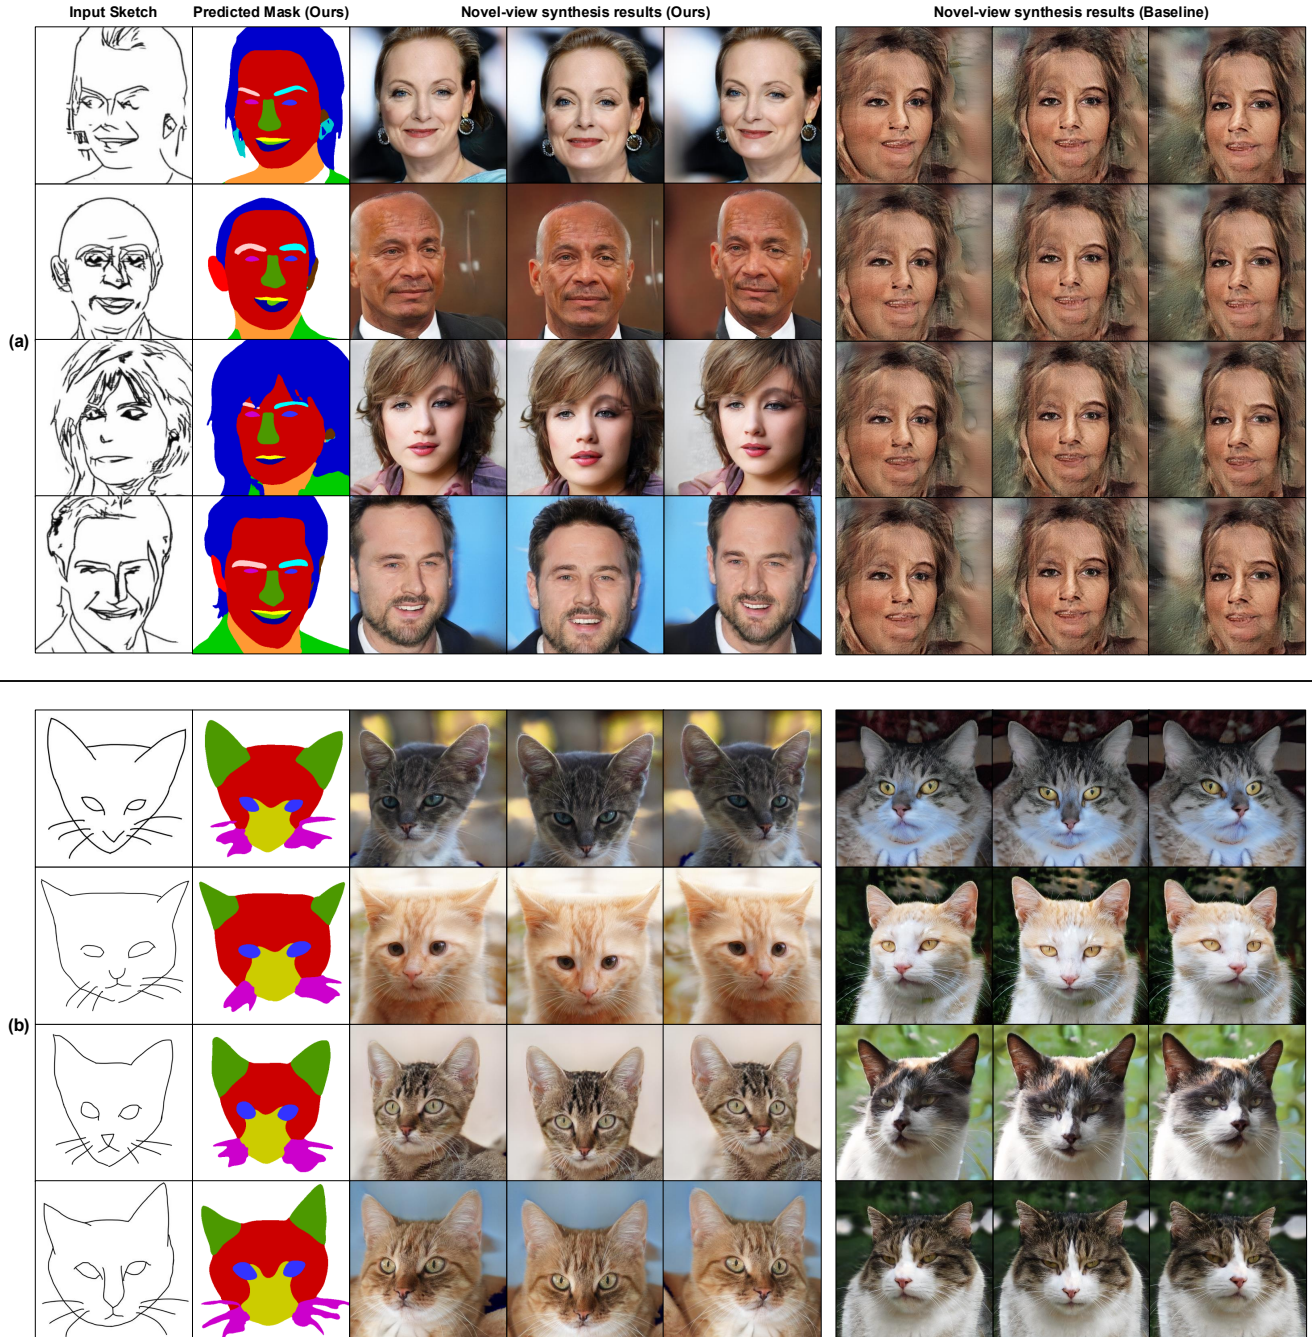 Input Sketch
Predicted Mask (Ours)
Novel-view synthesis results (Ours)
Novel-view synthesis results (Baseline)
(a)
(b)